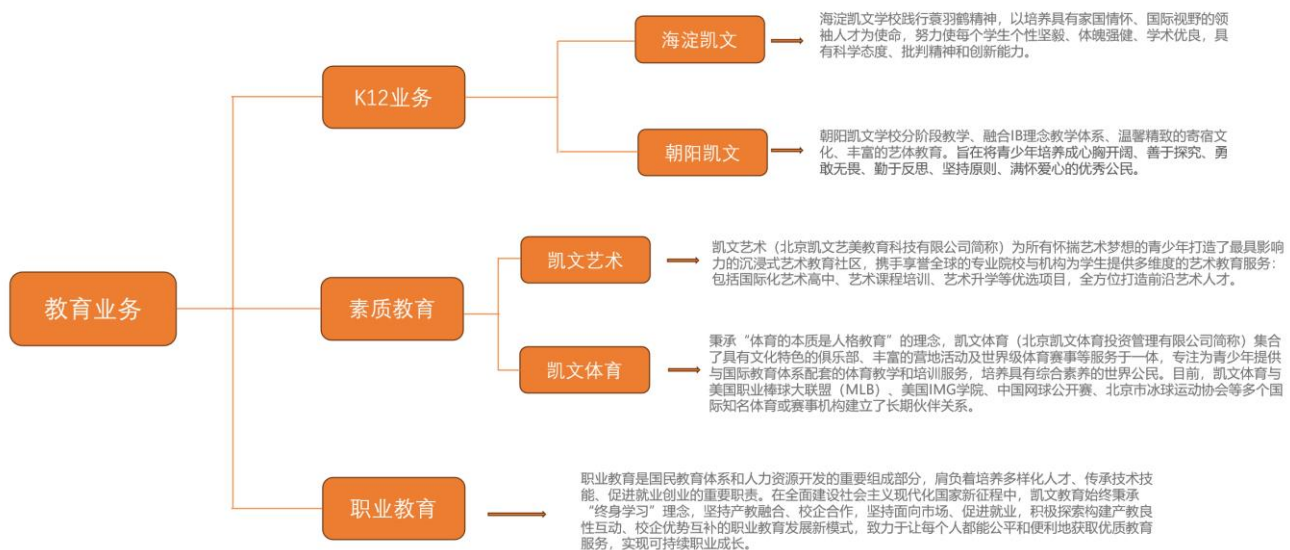 海淀凯文
海淀凯文学校践行蓑羽鹤精神，以培养具有家国情怀、国际视野的领
袖人才为使命，努力使每个学生个性坚毅、体魄强健、学术优良，具
有科学态度、批判精神和创新能力。
K12业务
朝阳凯文
朝阳凯文学校分阶段教学、融合IB理念教学体系、温馨精致的寄宿文
化、丰富的艺体教育。旨在将青少年培养成心胸开阔、善于探究、勇
敢无畏、勤于反思、坚持原则、满怀爱心的优秀公民。
教育业务
素质教育
凯文艺术
凯文艺术（北京凯文艺美教育科技有限公司简称）为所有怀揣艺术梦想的青少年打造了最具影响
力的沉浸式艺术教育社区，携手享誉全球的专业院校与机构为学生提供多维度的艺术教育服务：
包括国际化艺术高中、艺术课程培训、艺术升学等优选项目，全方位打造前沿艺术人才。
凯文体育
秉承“体育的本质是人格教育”的理念，凯文体育（北京凯文体育投资管理有限公司简称）集合
了具有文化特色的俱乐部、丰富的营地活动及世界级体育赛事等服务于一体，专注为青少年提供
与国际教育体系配套的体育教学和培训服务，培养具有综合素养的世界公民。目前，凯文体育与
美国职业棒球大联盟（MLB）、美国IMG学院、中国网球公开赛、北京市冰球运动协会等多个国
际知名体育或赛事机构建立了长期伙伴关系。
职业教育
职业教育是国民教育体系和人力资源开发的重要组成部分，肩负着培养多样化人才、传承技术技
能、促进就业创业的重要职责。在全面建设社会主义现代化国家新征程中，凯文教育始终秉承
“终身学习”理念，坚持产教融合、校企合作，坚持面向市场、促进就业，积极探索构建产教良
性互动、校企优势互补的职业教育发展新模式，致力于让每个人都能公平和便利地获取优质教育
服务，实现可持续职业成长。